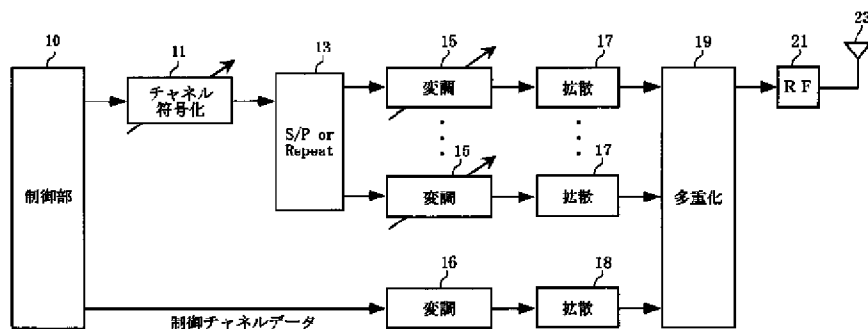 10
制御部
11
チャネル
符号化
13
S/P or
Repeat
15
変調
17
拡散
15
変調
17
拡散
16
変調
18
拡散
制御チャネルデータ
19
多重化
21
RF
23